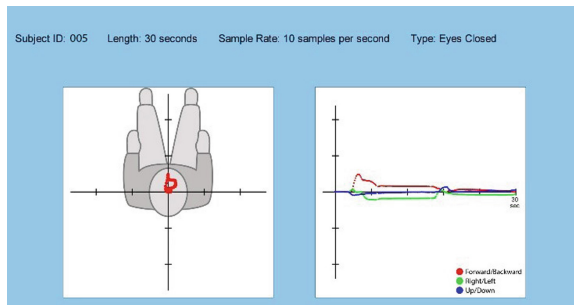 Subject ID: 005 Length: 30 seconds Sample Rate: 10 samples per second Type: Eyes Closed
30
sec
Forward/Backward
Right/Left
Up/Down